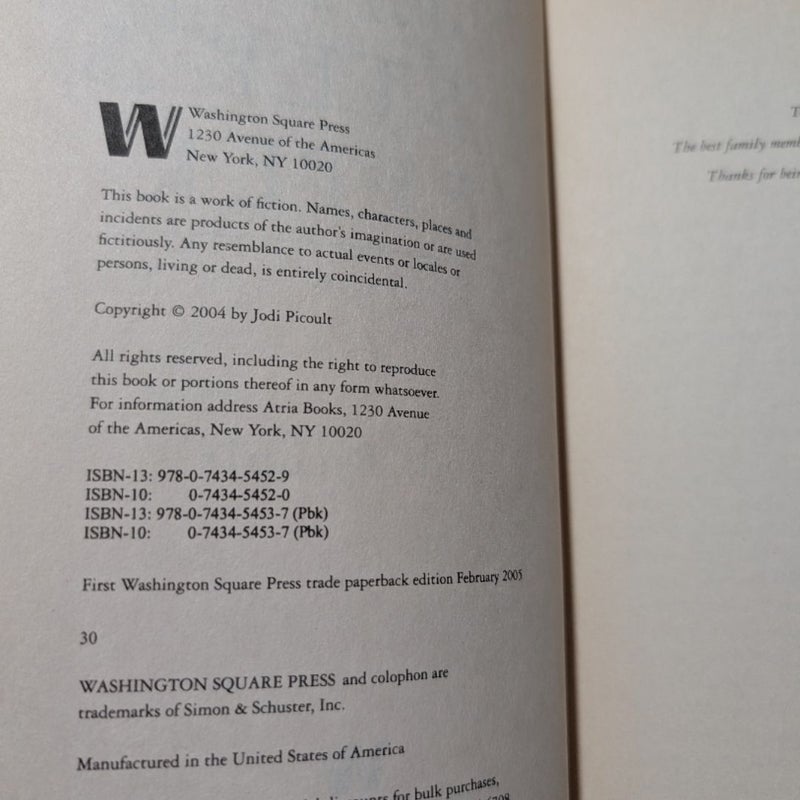 W
Washington Square Press
1230 Avenue of the Americas
New York, NY 10020
This book is a work of fiction. Names, characters, places and
incidents are products of the author's imagination or are used
fictitiously. Any resemblance to actual events or locales or
persons, living or dead, is entirely coincidental.
Copyright © 2004 by Jodi Picoult
All rights reserved, including the right to reproduce
this book or portions thereof in any form whatsoever.
For information address Atria Books, 1230 Avenue
of the Americas, New York, NY 10020
ISBN-13: 978-0-7434-5452-9
ISBN-10: 0-7434-5452-0
ISBN-13: 978-0-7434-5453-7 (Pbk)
ISBN-10: 0-7434-5453-7 (Pbk)
First Washington Square Press trade paperback edition February 2005
30
WASHINGTON SQUARE PRESS and colophon are
trademarks of Simon & Schuster, Inc.
Manufactured in the United States of America
for bulk purchases,
The best family
Thanks for